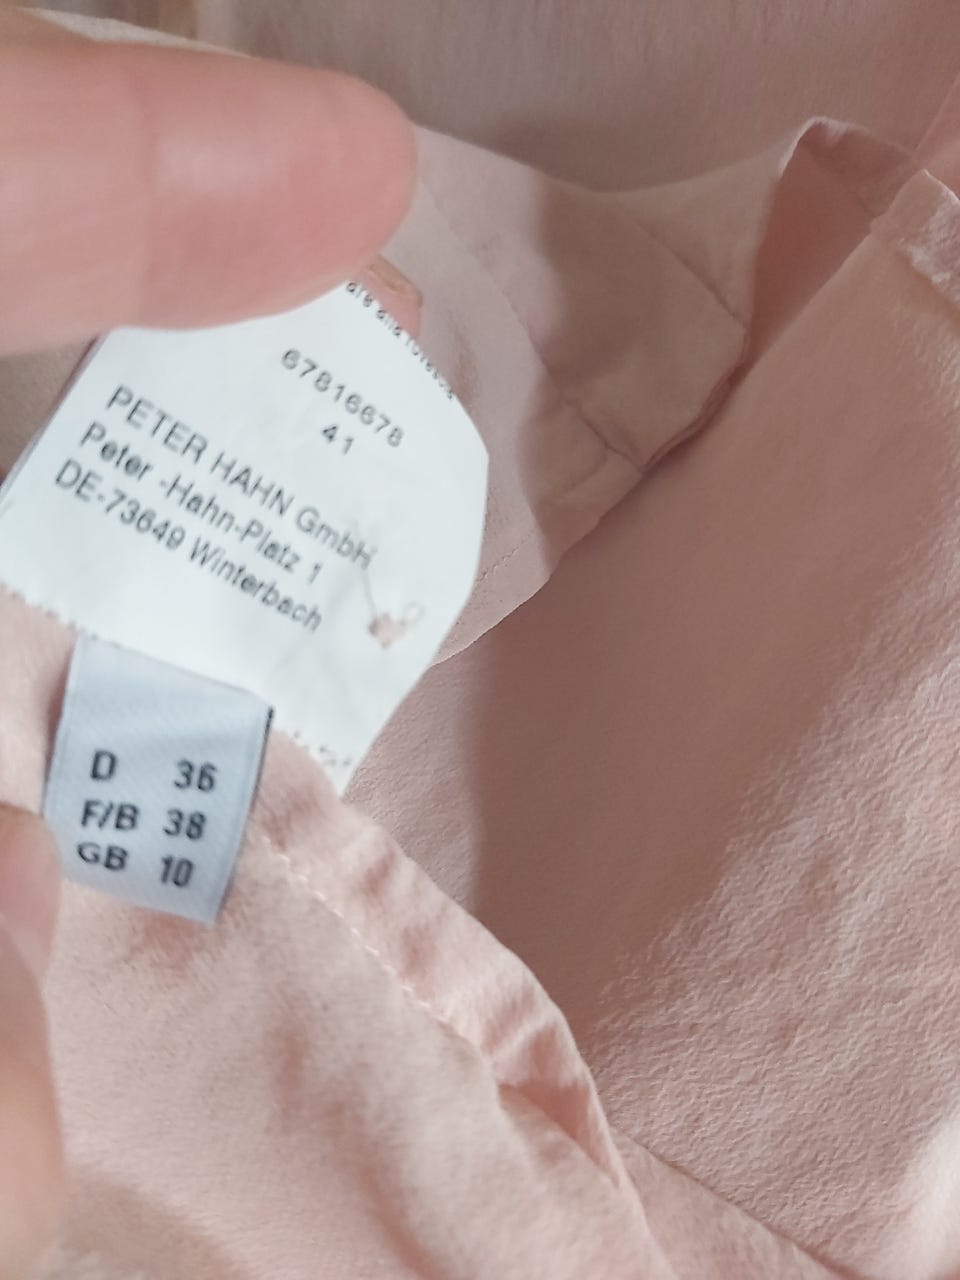 67816678
41
PETER HAHN GmbH
Peter -Hahn-Platz 1
DE-73649 Winterbach
D 36
F/B 38
GB 10